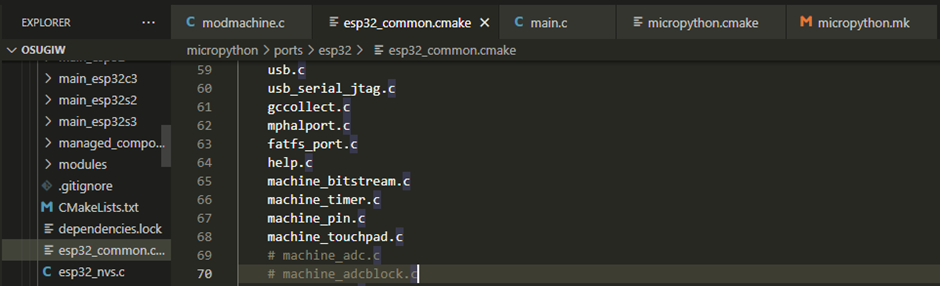 EXPLORER
···
modmachine.c
esp32_common.cmake
main.c
micropython.cmake
micropython.mk
OSUGIW
micropython > ports > esp32 > esp32_common.cmake
main_esp32c3
main_esp32s2
main_esp32s3
managed_compo...
modules
.gitignore
CMakeLists.txt
dependencies.lock
esp32_common.c...
esp32_nvs.c
59 usb.c
60 usb_serial_jtag.c
61 gccollect.c
62 mphalport.c
63 fatfs_port.c
64 help.c
65 machine_bitstream.c
66 machine_timer.c
67 machine_pin.c
68 machine_touchpad.c
69 # machine_adc.c
70 # machine_adcblock.c